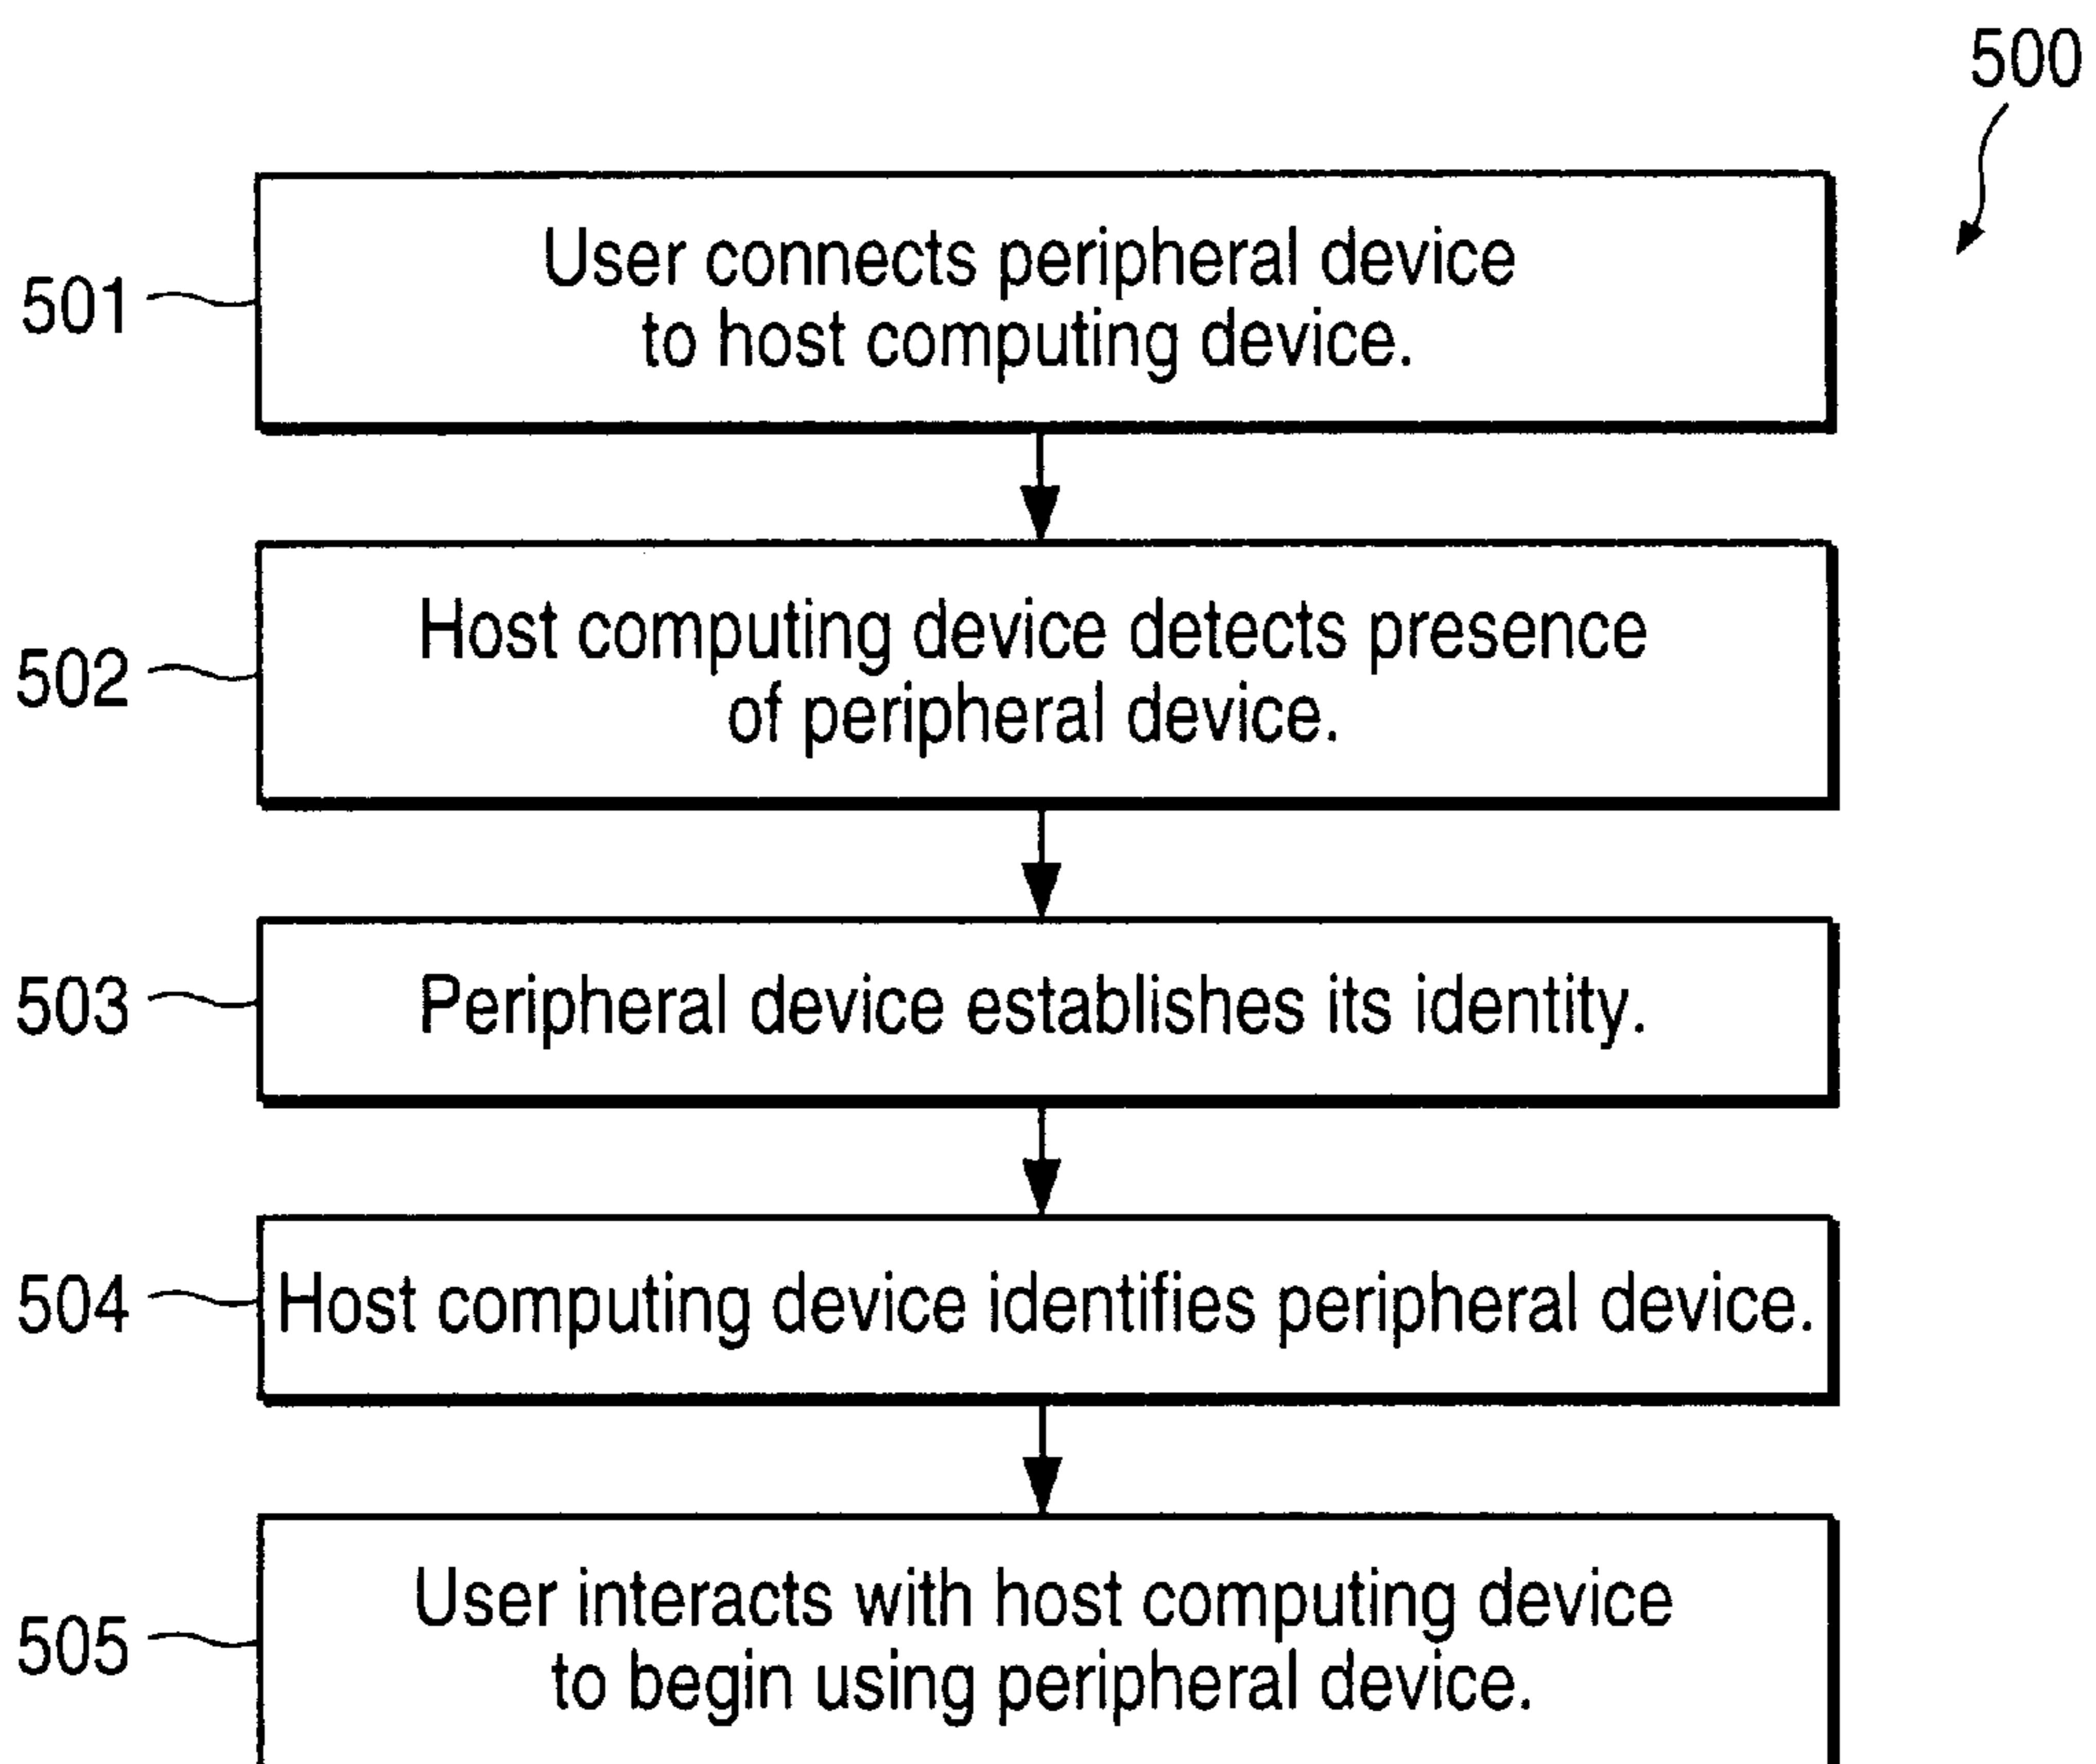 500
501
User connects peripheral device
to host computing device.
502
Host computing device detects presence
of peripheral device.
503
Peripheral device establishes its identity.
504
Host computing device identifies peripheral device.
505
User interacts with host computing device
to begin using peripheral device.